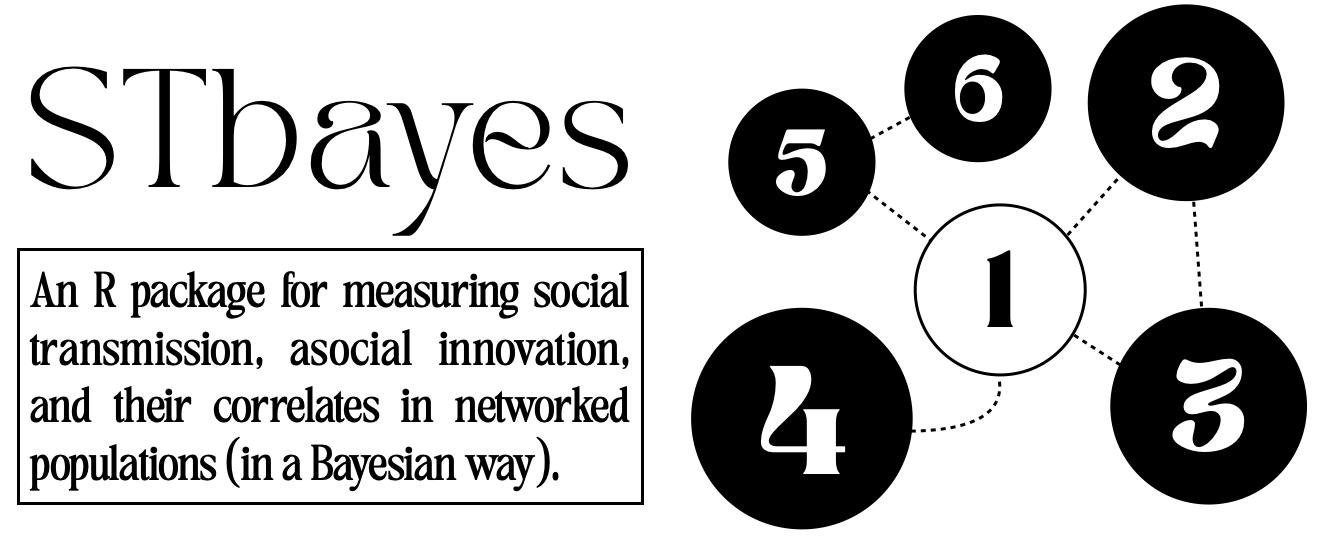 STbayes
An R package for measuring social
transmission, asocial innovation,
and their correlates in networked
populations (in a Bayesian way).
5
6
2
1
4
3